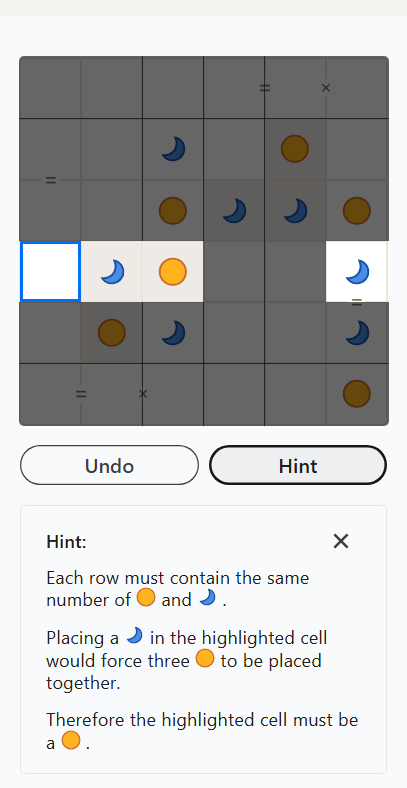 = ×
=
=
= ×
Undo Hint
Hint:
Each row must contain the same
number of and .
Placing a in the highlighted cell
would force three to be placed
together.
Therefore the highlighted cell must be
a .